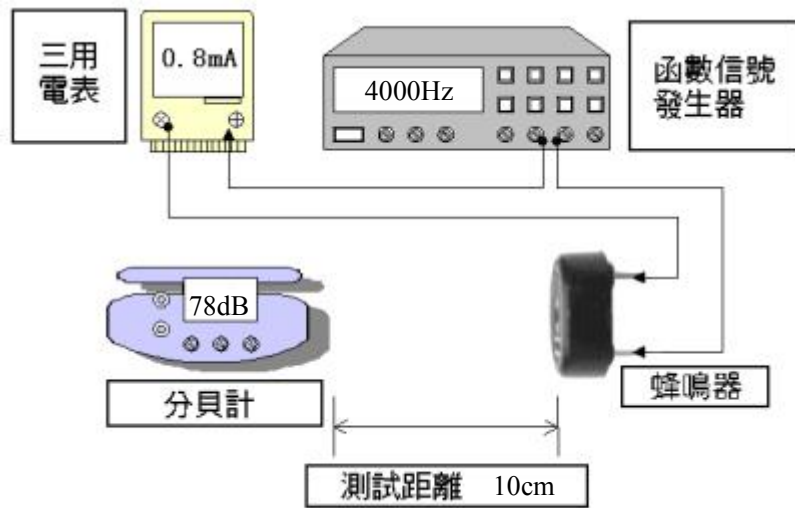 三用
電表
0.8mA
4000Hz
函數信號
發生器
78dB
分貝計
蜂鳴器
測試距離 10cm